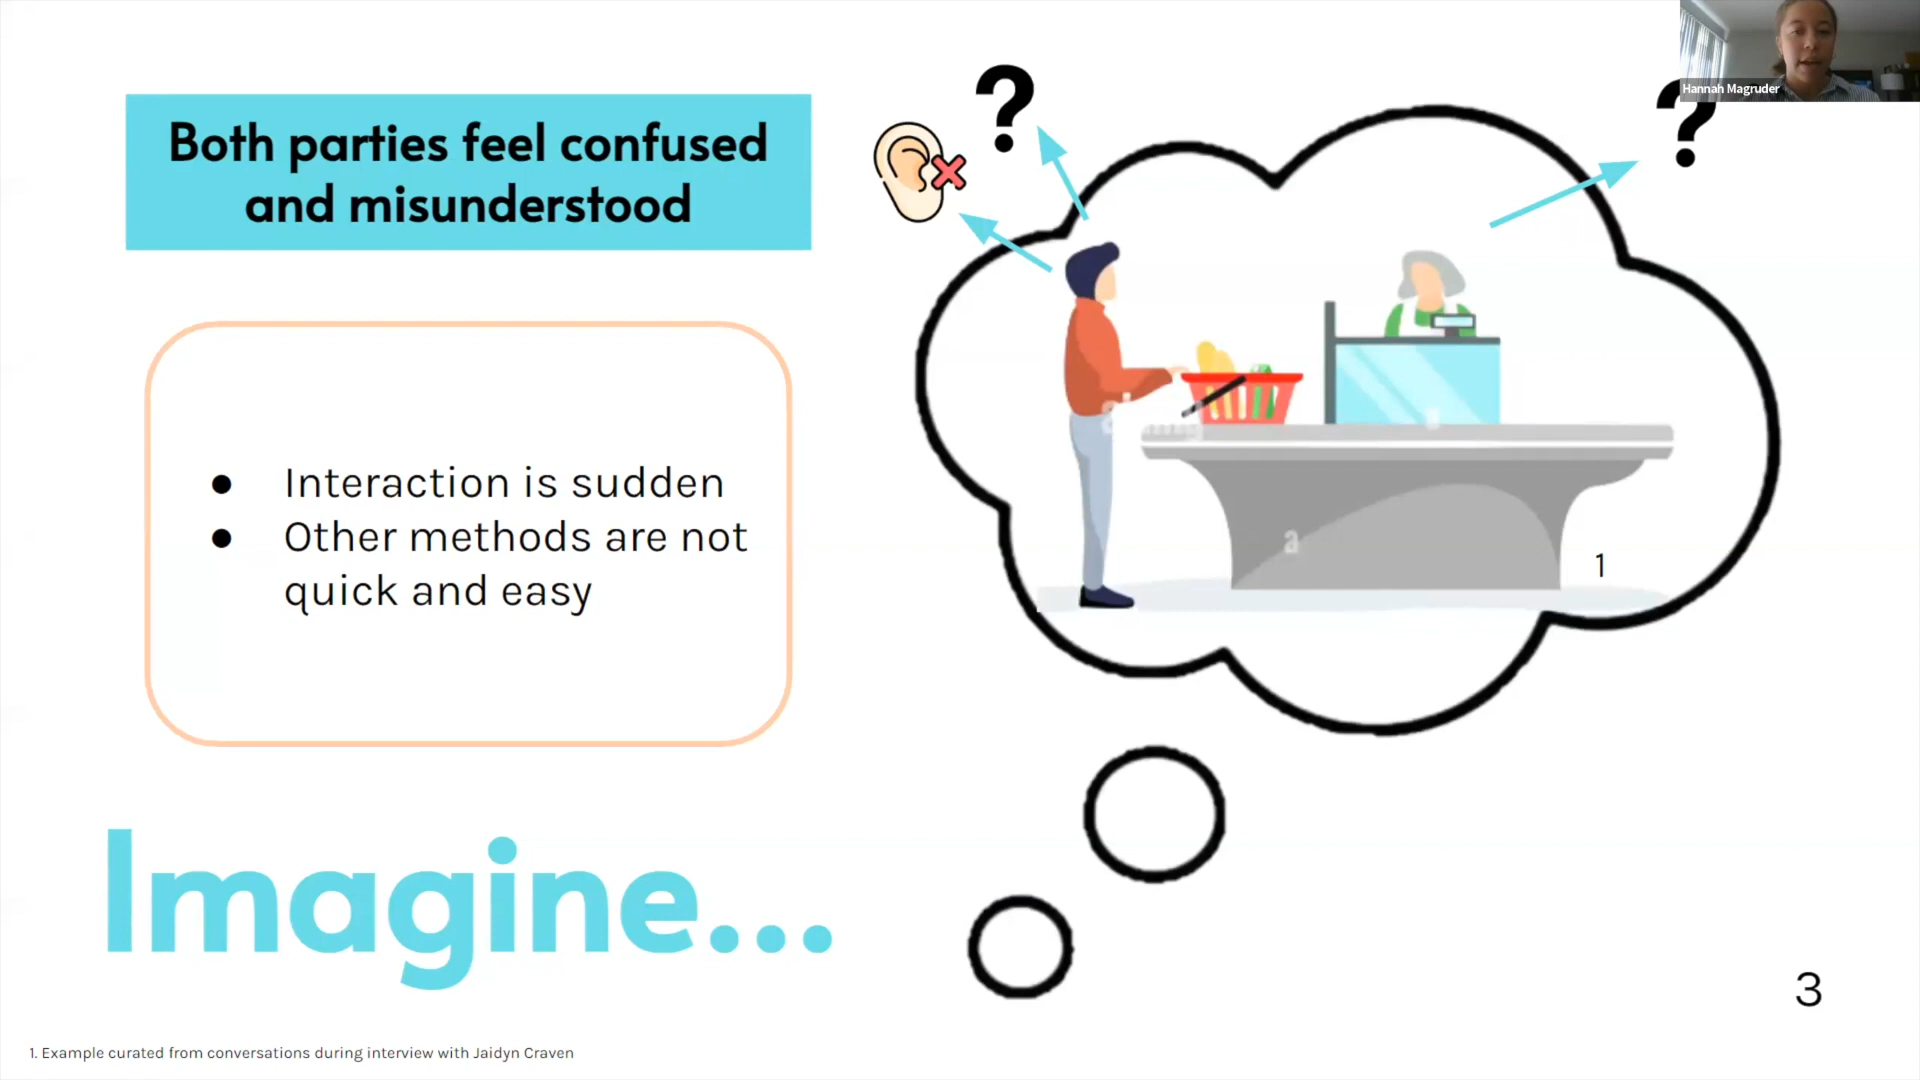 Hannah Magruder
Both parties feel confused
and misunderstood
? ?
● Interaction is sudden
● Other methods are not
quick and easy
1
a
Imagine...
3
1. Example curated from conversations during interview with Jaidyn Craven